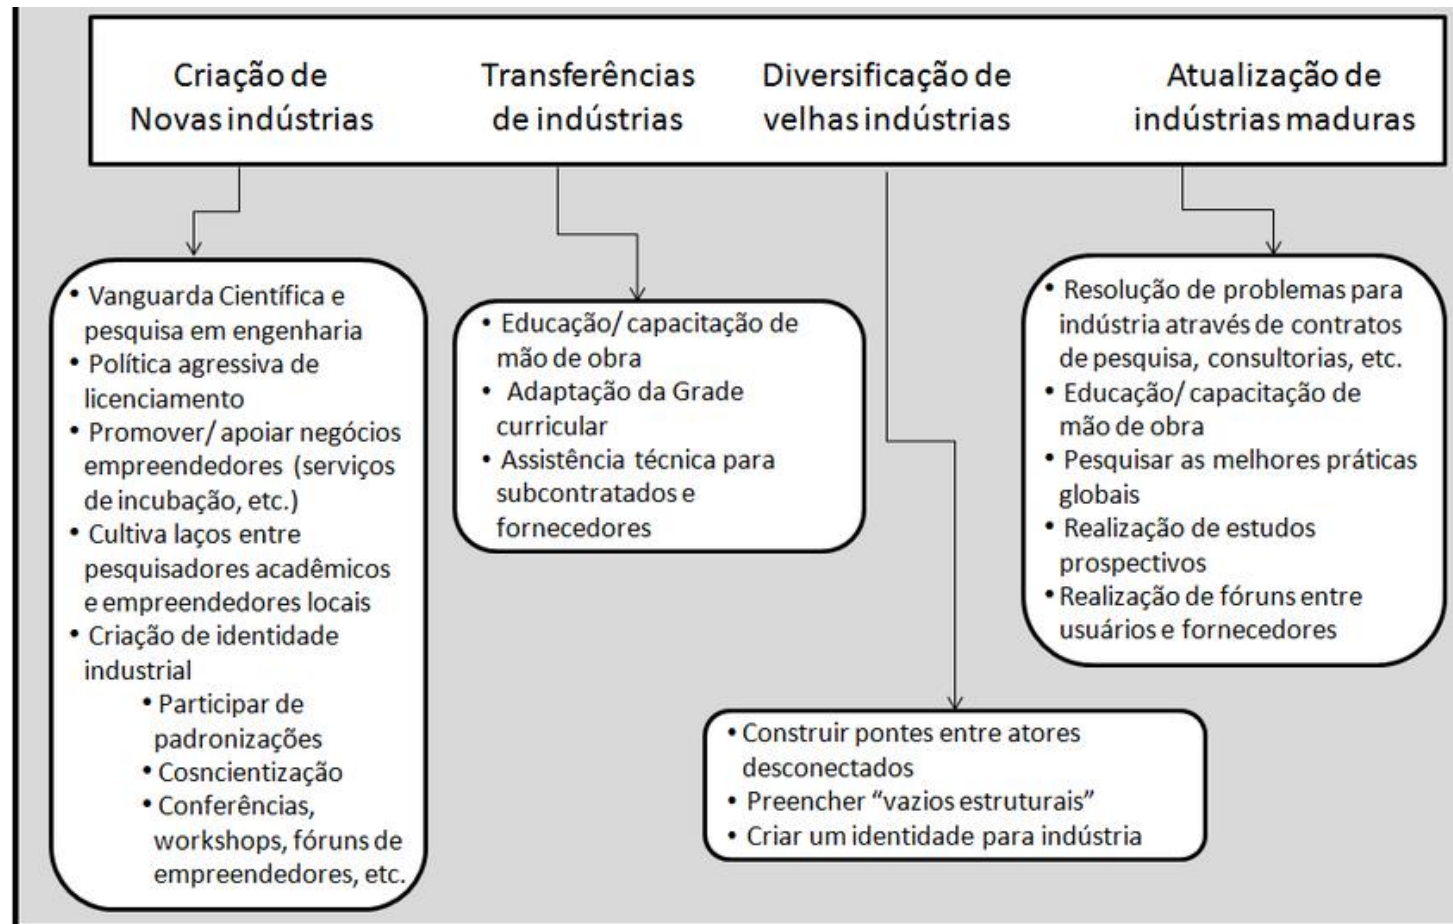 Criação de
Novas indústrias
Transferências
de indústrias
Diversificação de
velhas indústrias
Atualização de
indústrias maduras
• Vanguarda Científica e
pesquisa em engenharia
• Política agressiva de
licenciamento
• Promover/ apoiar negócios
empreendedores (serviços
de incubação, etc.)
• Cultiva laços entre
pesquisadores acadêmicos
e empreendedores locais
• Criação de identidade
industrial
• Participar de
padronizações
• Cosncientização
• Conferências,
workshops, fóruns de
empreendedores, etc.
• Educação/ capacitação de
mão de obra
• Adaptação da Grade
curricular
• Assistência técnica para
subcontratados e
fornecedores
• Construir pontes entre atores
desconectados
• Preencher “vazios estruturais”
• Criar um identidade para indústria
• Resolução de problemas para
indústria através de contratos
de pesquisa, consultorias, etc.
• Educação/ capacitação de
mão de obra
• Pesquisar as melhores práticas
globais
• Realização de estudos
prospectivos
• Realização de fóruns entre
usuários e fornecedores